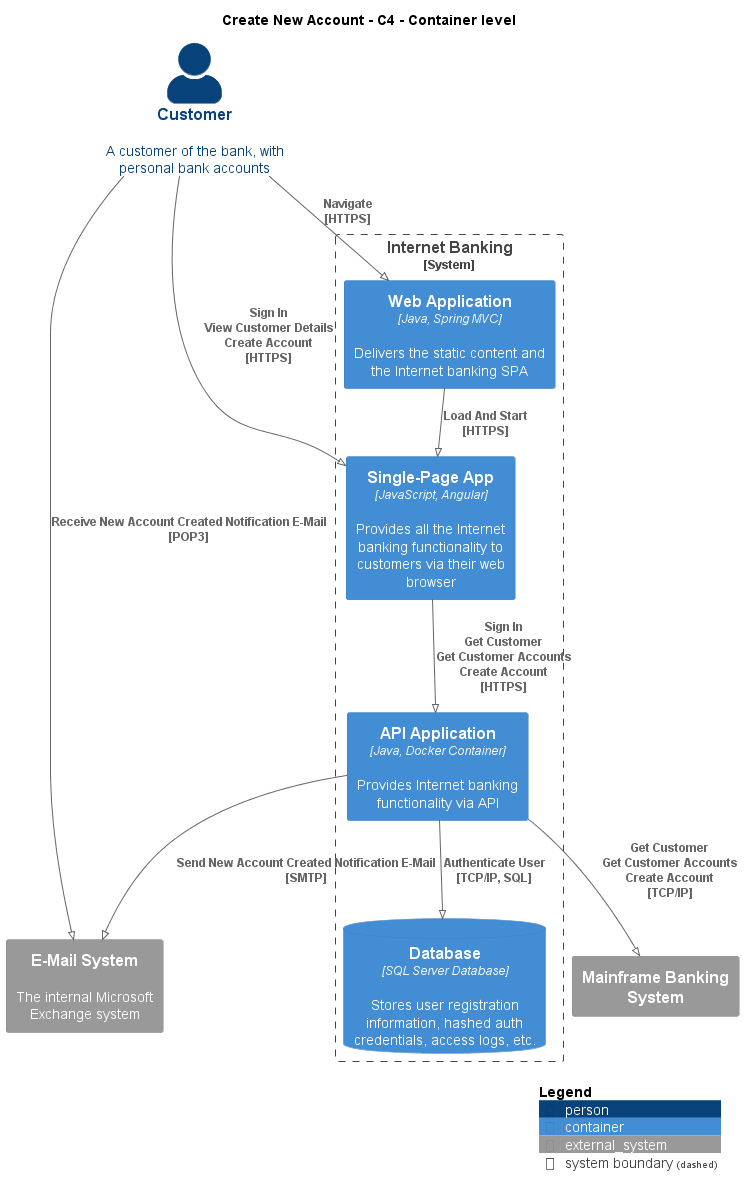 Create New Account - C4 - Container level
Customer
A customer of the bank, with
personal bank accounts
Navigate
[HTTPS]
Internet Banking
[System]
Web Application
[Java, Spring MVC]
Delivers the static content and
the Internet banking SPA
Sign In
View Customer Details
Create Account
[HTTPS]
Load And Start
[HTTPS]
Single-Page App
[JavaScript, Angular]
Provides all the Internet
banking functionality to
customers via their web
browser
Receive New Account Created Notification E-Mail
[POP3]
Sign In
Get Customer
Get Customer Accounts
Create Account
[HTTPS]
API Application
[Java, Docker Container]
Provides Internet banking
functionality via API
Send New Account Created Notification E-Mail
[SMTP]
Authenticate User
[TCP/IP, SQL]
Get Customer
Get Customer Accounts
Create Account
[TCP/IP]
E-Mail System
The internal Microsoft
Exchange system
Database
[SQL Server Database]
Stores user registration
information, hashed auth
credentials, access logs, etc.
Mainframe Banking
System
Legend
person
container
external_system
system boundary (dashed)